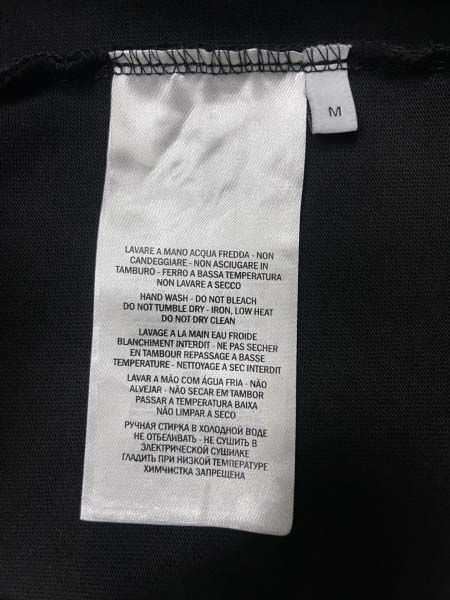 M
LAVARE A MANO ACQUA FREDDA - NON
CANDEGGIARE - NON ASCIUGARE IN
TAMBURO - FERRO A BASSA TEMPERATURA
NON LAVARE A SECCO
HAND WASH - DO NOT BLEACH
DO NOT TUMBLE DRY - IRON, LOW HEAT
DO NOT DRY CLEAN
LAVAGE A LA MAIN EAU FROIDE
BLANCHIMENT INTERDIT - NE PAS SECHER
EN TAMBOUR REPASSAGE A BASSE
TEMPERATURE - NETTOYAGE A SEC INTERDIT
LAVAR A MÃO COM ÁGUA FRIA - NÃO
ALVEJAR - NÃO SECAR EM TAMBOR
PASSAR A TEMPERATURA BAIXA
NÃO LIMPAR A SECO
РУЧНАЯ СТИРКА В ХОЛОДНОЙ ВОДЕ
НЕ ОТБЕЛИВАТЬ - НЕ СУШИТЬ В
ЭЛЕКТРИЧЕСКОЙ СУШИЛКЕ
ГЛАДИТЬ ПРИ НИЗКОЙ ТЕМПЕРАТУРЕ
ХИМЧИСТКА ЗАПРЕЩЕНА